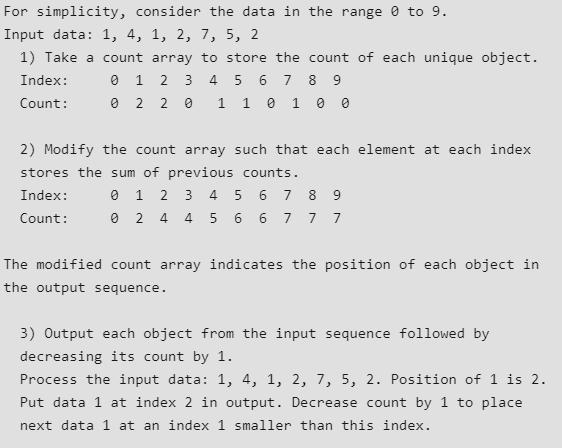 For simplicity, consider the data in the range 0 to 9.
Input data: 1, 4, 1, 2, 7, 5, 2
1) Take a count array to store the count of each unique object.
Index: 0 1 2 3 4 5 6 7 8 9
Count: 0 2 2 0 1 1 0 1 0 0
2) Modify the count array such that each element at each index
stores the sum of previous counts.
Index: 0 1 2 3 4 5 6 7 8 9
Count: 0 2 4 4 5 6 6 7 7 7
The modified count array indicates the position of each object in
the output sequence.
3) Output each object from the input sequence followed by
decreasing its count by 1.
Process the input data: 1, 4, 1, 2, 7, 5, 2. Position of 1 is 2.
Put data 1 at index 2 in output. Decrease count by 1 to place
next data 1 at an index 1 smaller than this index.